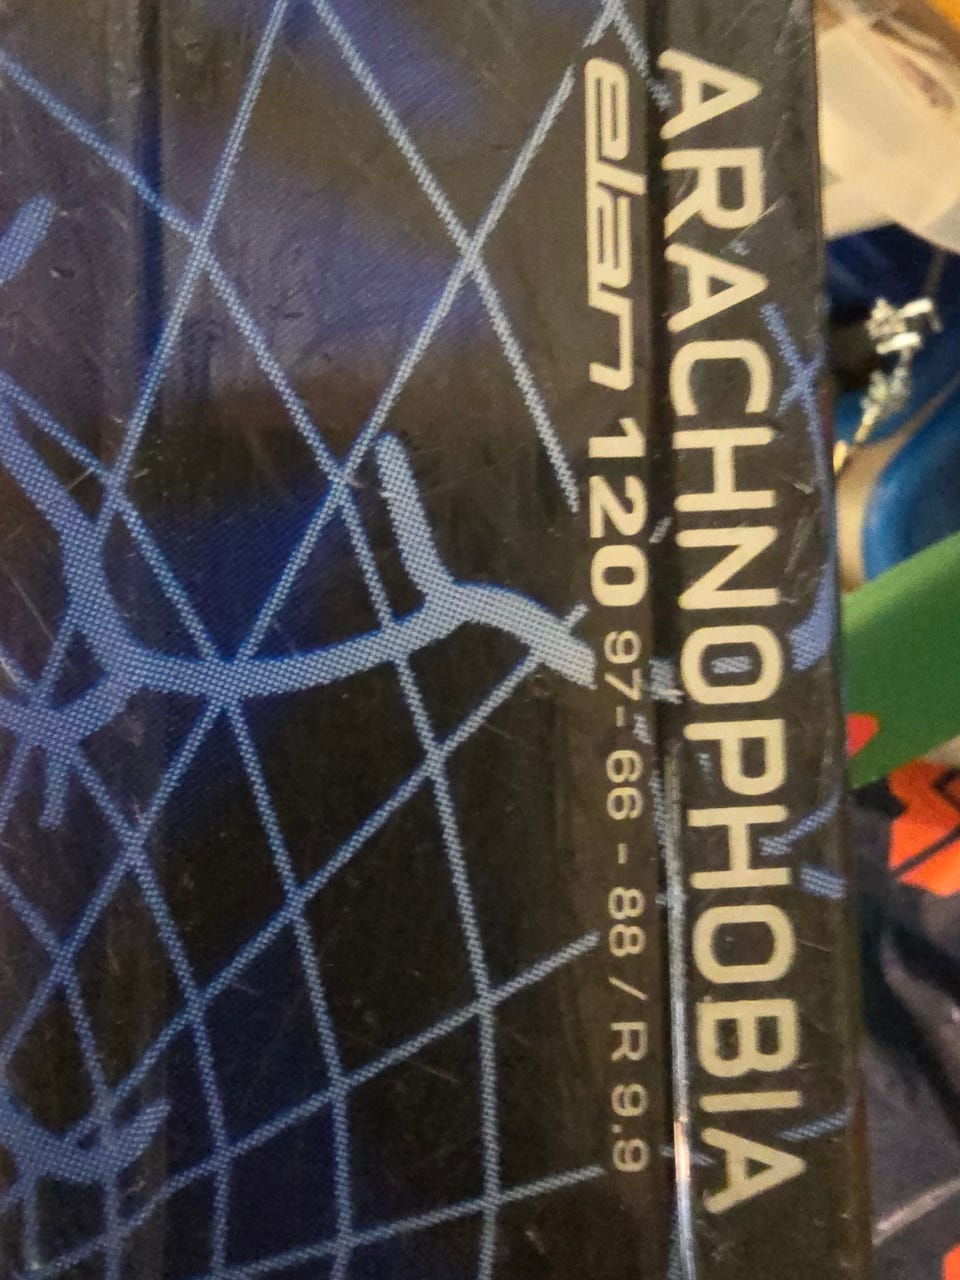 ARACHNOPHOBIA
elan 120 97-66-88 / R 9.9